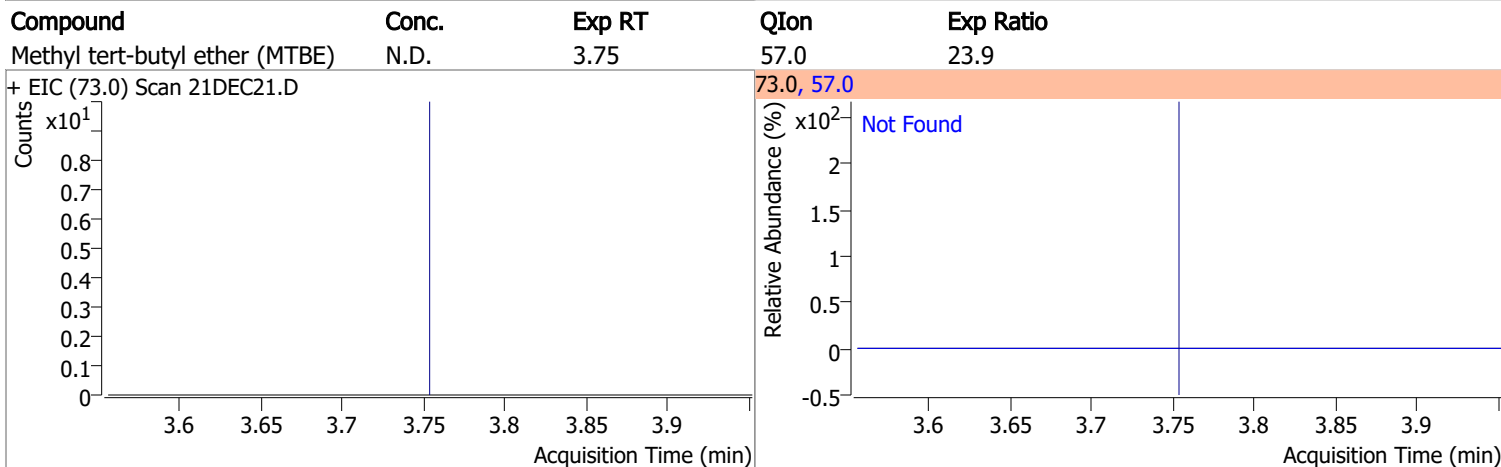 Compound Conc. Exp RT QIon Exp Ratio
Methyl tert-butyl ether (MTBE) N.D. 3.75 57.0 23.9
+ EIC (73.0) Scan 21DEC21.D
Counts
x10¹
0.8
0.7
0.6
0.5
0.4
0.3
0.2
0.1
0
3.6 3.65 3.7 3.75 3.8 3.85 3.9
Acquisition Time (min)
73.0, 57.0
Relative Abundance (%)
x10²
Not Found
2
1.5
1
0.5
0
-0.5
3.6 3.65 3.7 3.75 3.8 3.85 3.9
Acquisition Time (min)